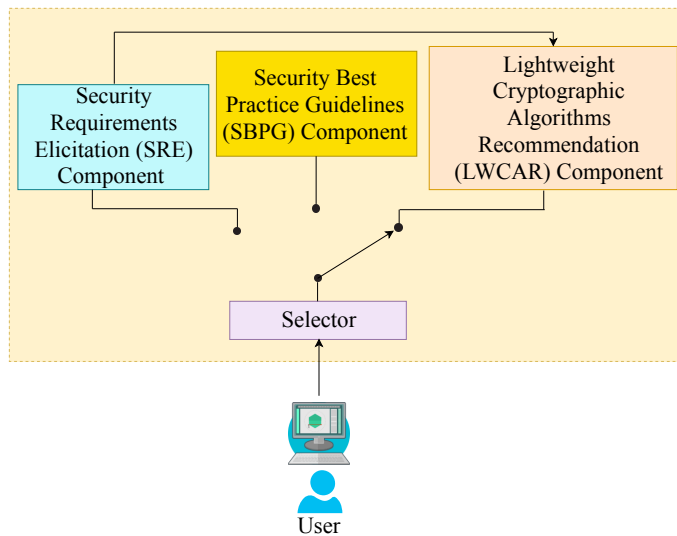 Security
Requirements
Elicitation (SRE)
Component
Security Best
Practice Guidelines
(SBPG) Component
Lightweight
Cryptographic
Algorithms
Recommendation
(LWCAR) Component
Selector
User